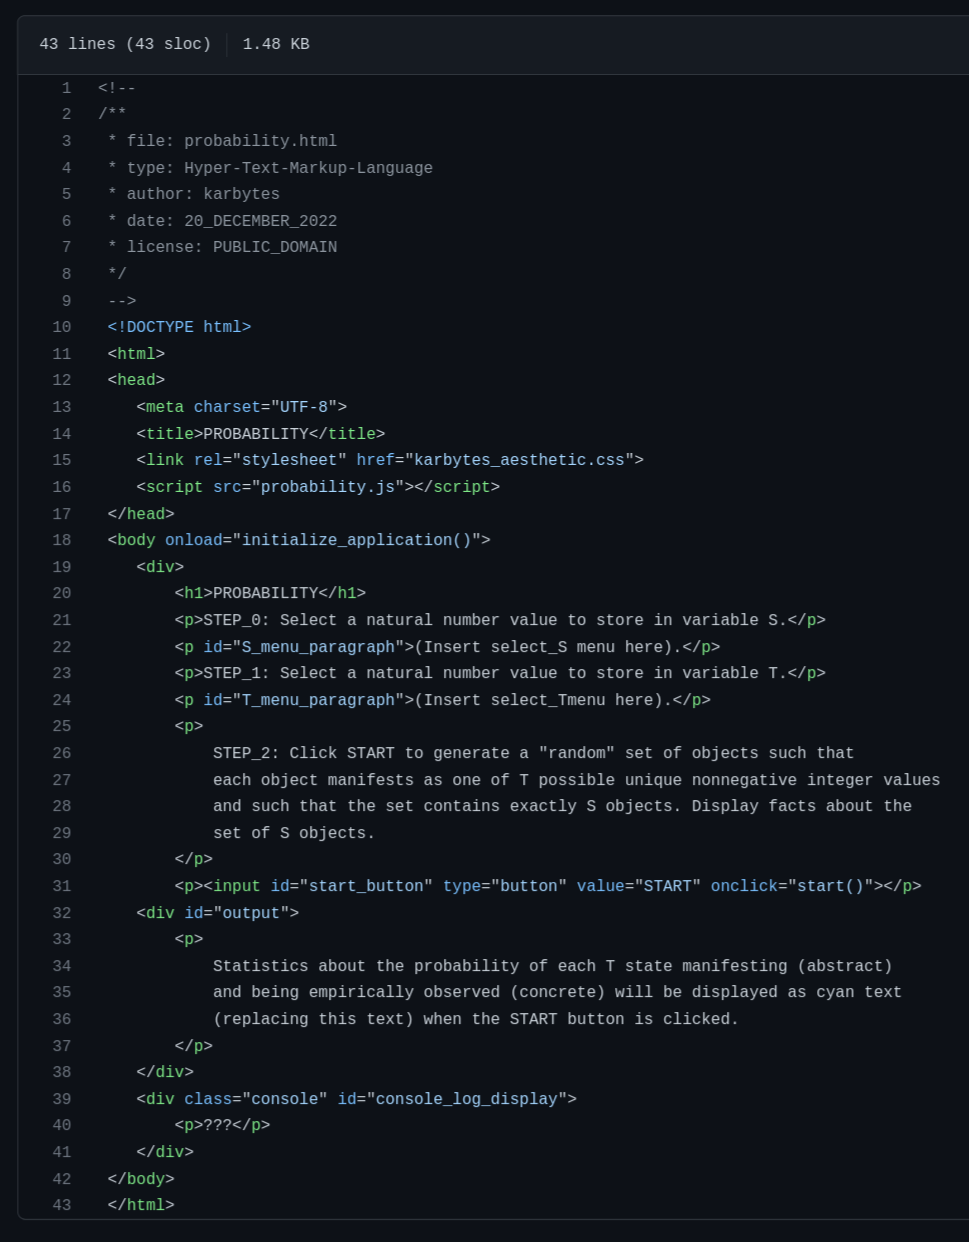 43 lines (43 sloc) 1.48 KB
1 <!--
2 /**
3  * file: probability.html
4  * type: Hyper-Text-Markup-Language
5  * author: karbytes
6  * date: 20_DECEMBER_2022
7  * license: PUBLIC_DOMAIN
8  */
9  -->
10  <!DOCTYPE html>
11  <html>
12  <head>
13     <meta charset="UTF-8">
14     <title>PROBABILITY</title>
15     <link rel="stylesheet" href="karbytes_aesthetic.css">
16     <script src="probability.js"></script>
17  </head>
18  <body onload="initialize_application()">
19     <div>
20         <h1>PROBABILITY</h1>
21         <p>STEP_0: Select a natural number value to store in variable S.</p>
22         <p id="S_menu_paragraph">(Insert select_S menu here).</p>
23         <p>STEP_1: Select a natural number value to store in variable T.</p>
24         <p id="T_menu_paragraph">(Insert select_Tmenu here).</p>
25         <p>
26             STEP_2: Click START to generate a "random" set of objects such that
27             each object manifests as one of T possible unique nonnegative integer values
28             and such that the set contains exactly S objects. Display facts about the
29             set of S objects.
30         </p>
31         <p><input id="start_button" type="button" value="START" onclick="start()"></p>
32     <div id="output">
33         <p>
34             Statistics about the probability of each T state manifesting (abstract)
35             and being empirically observed (concrete) will be displayed as cyan text
36             (replacing this text) when the START button is clicked.
37         </p>
38     </div>
39     <div class="console" id="console_log_display">
40         <p>???</p>
41     </div>
42  </body>
43  </html>